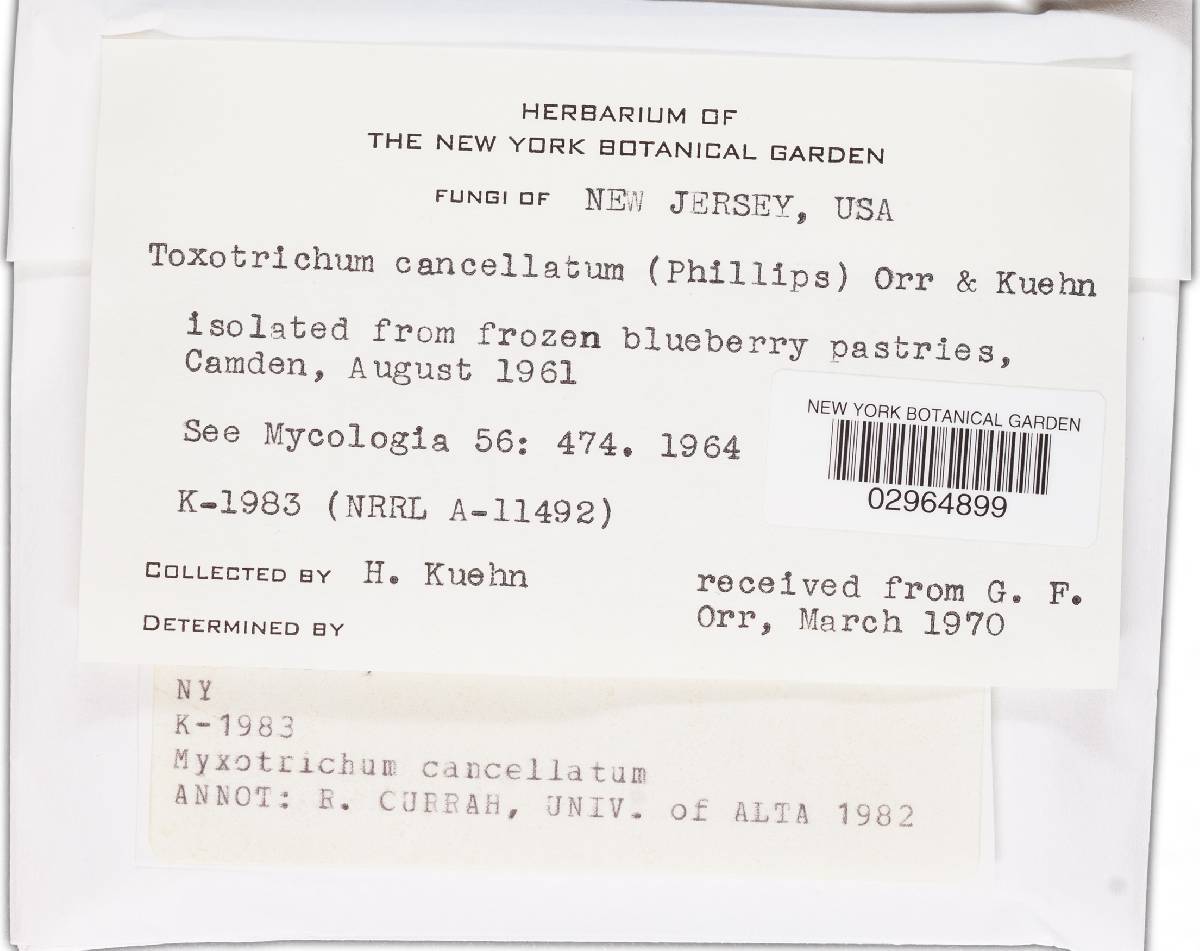 HERBARIUM OF
THE NEW YORK BOTANICAL GARDEN
FUNGI OF NEW JERSEY, USA
Toxotrichum cancellatum (Phillips) Orr & Kuehn
isolated from frozen blueberry pastries,
Camden, August 1961
See Mycologia 56: 474. 1964
K-1983 (NRRL A-11492)
NEW YORK BOTANICAL GARDEN
02964899
COLLECTED BY H. Kuehn
DETERMINED BY
received from G. F.
Orr, March 1970
NY
K-1983
Myxotrichum cancellatum
ANNOT: R. CURRAH, UNIV. of ALTA 1982